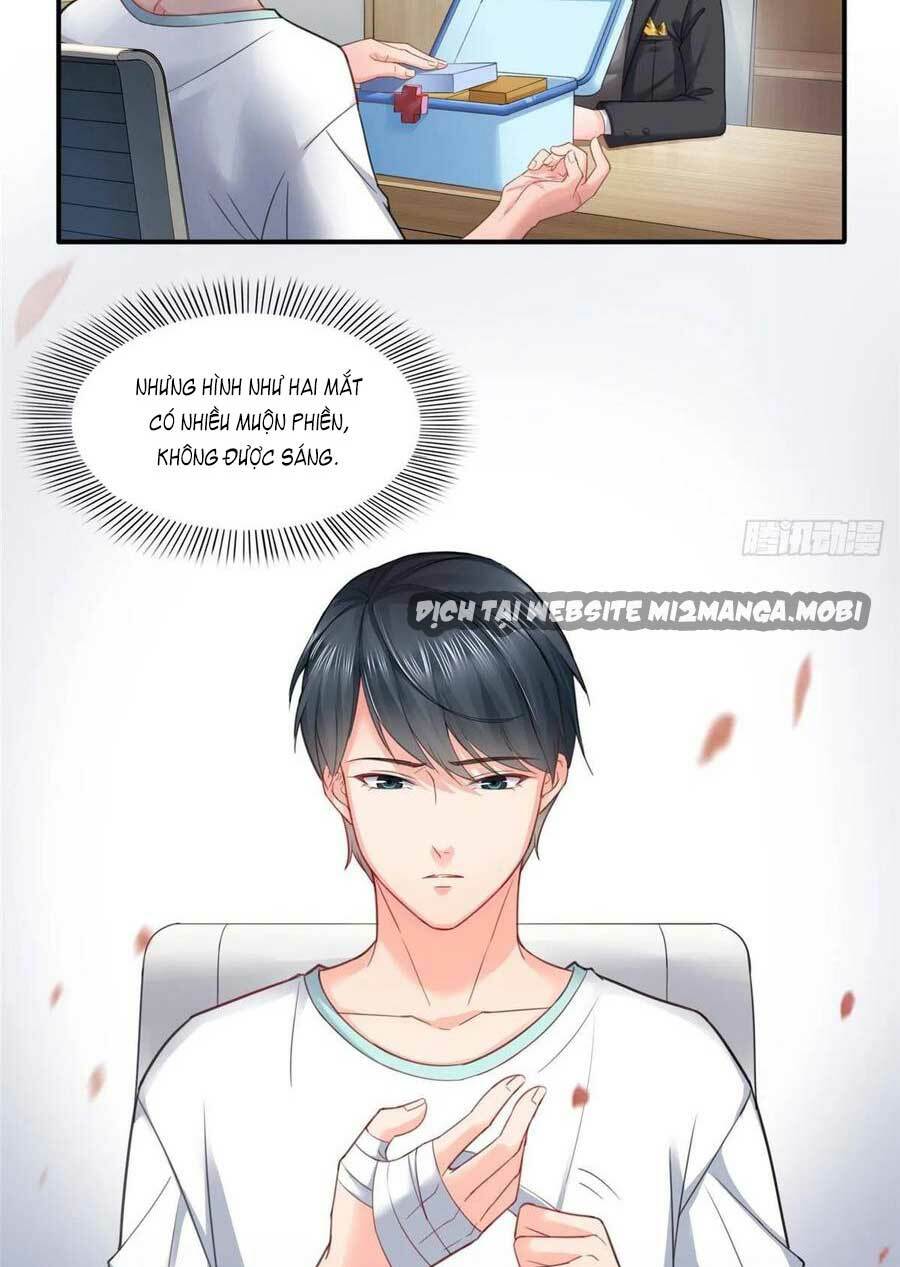 NHƯNG HÌNH NHƯ HAI MẮT
CÓ NHIỀU MUỘN PHIỀN,
KHÔNG ĐƯỢC SÁNG.
腾讯动漫
DỊCH TẠI WEBSITE MI2MANGA.MOBI